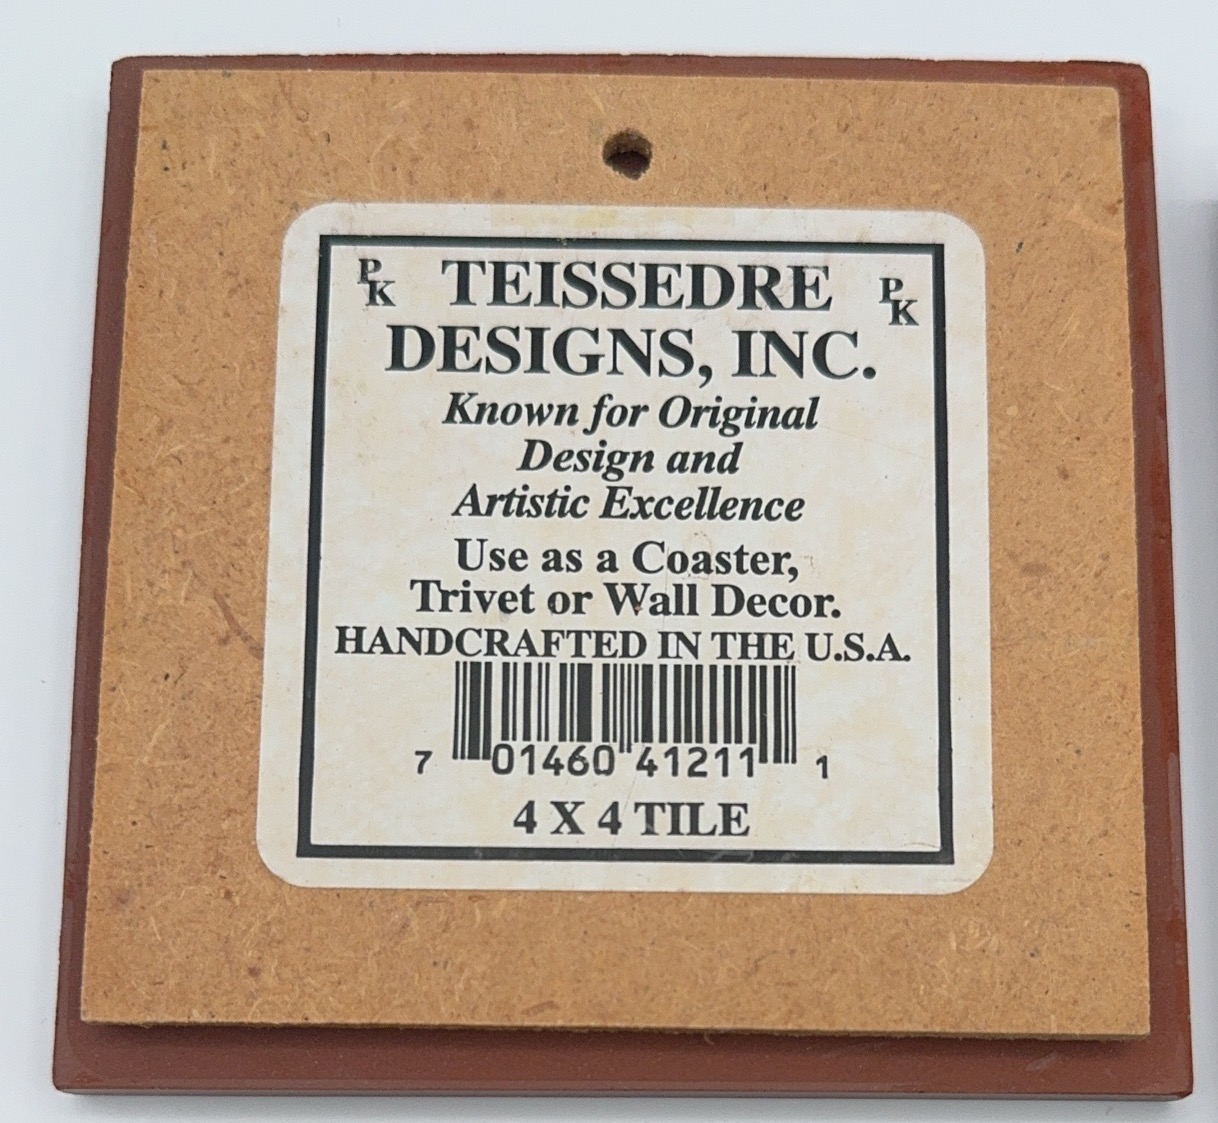 PK TEISSEDRE PK
DESIGNS, INC.
Known for Original
Design and
Artistic Excellence
Use as a Coaster,
Trivet or Wall Decor.
HANDCRAFTED IN THE U.S.A.
7 01460 41211 1
4 X 4 TILE